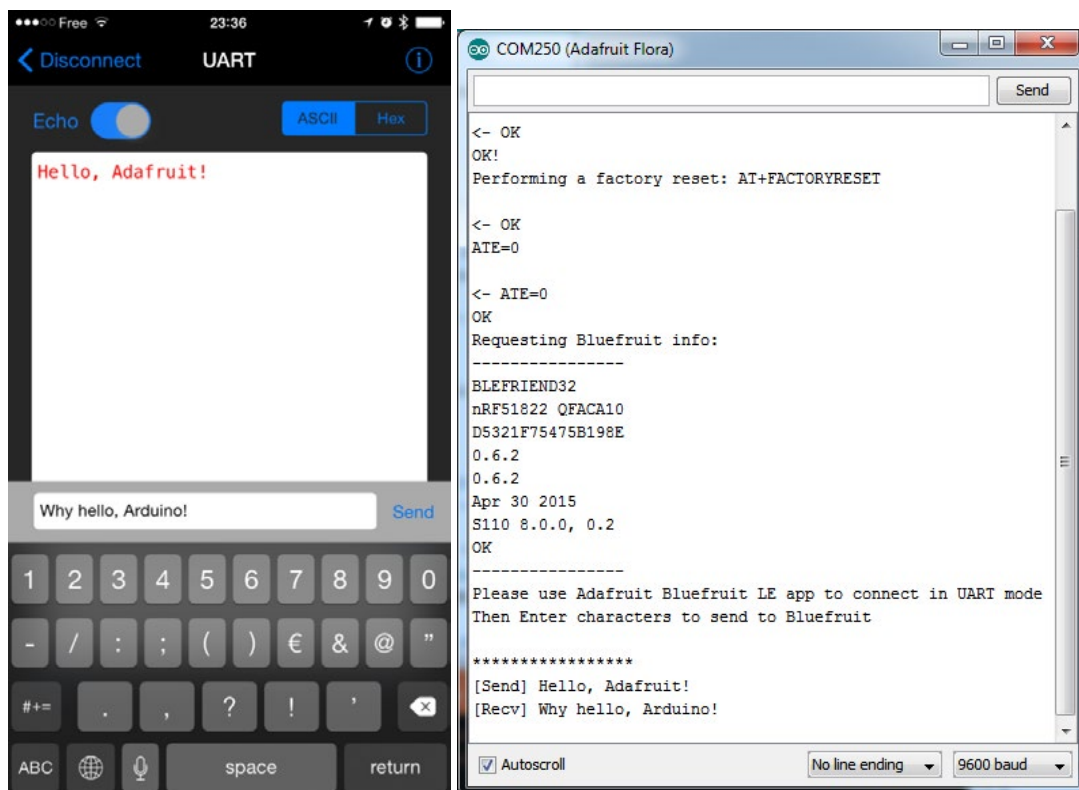 Free 23:36
Disconnect UART
Echo ASCII Hex
Hello, Adafruit!
Why hello, Arduino! Send
1 2 3 4 5 6 7 8 9 0
- / : ; ( ) € & @ "
#+= . , ? ! '
ABC space return
COM250 (Adafruit Flora)
Send
<- OK
OK!
Performing a factory reset: AT+FACTORYRESET
<- OK
ATE=0
<- ATE=0
OK
Requesting Bluefruit info:
----------------
BLEFRIEND32
nRF51822 QFACA10
D5321F75475B198E
0.6.2
0.6.2
Apr 30 2015
S110 8.0.0, 0.2
OK
----------------
Please use Adafruit Bluefruit LE app to connect in UART mode
Then Enter characters to send to Bluefruit
*****************
[Send] Hello, Adafruit!
[Recv] Why hello, Arduino!
Autoscroll No line ending 9600 baud